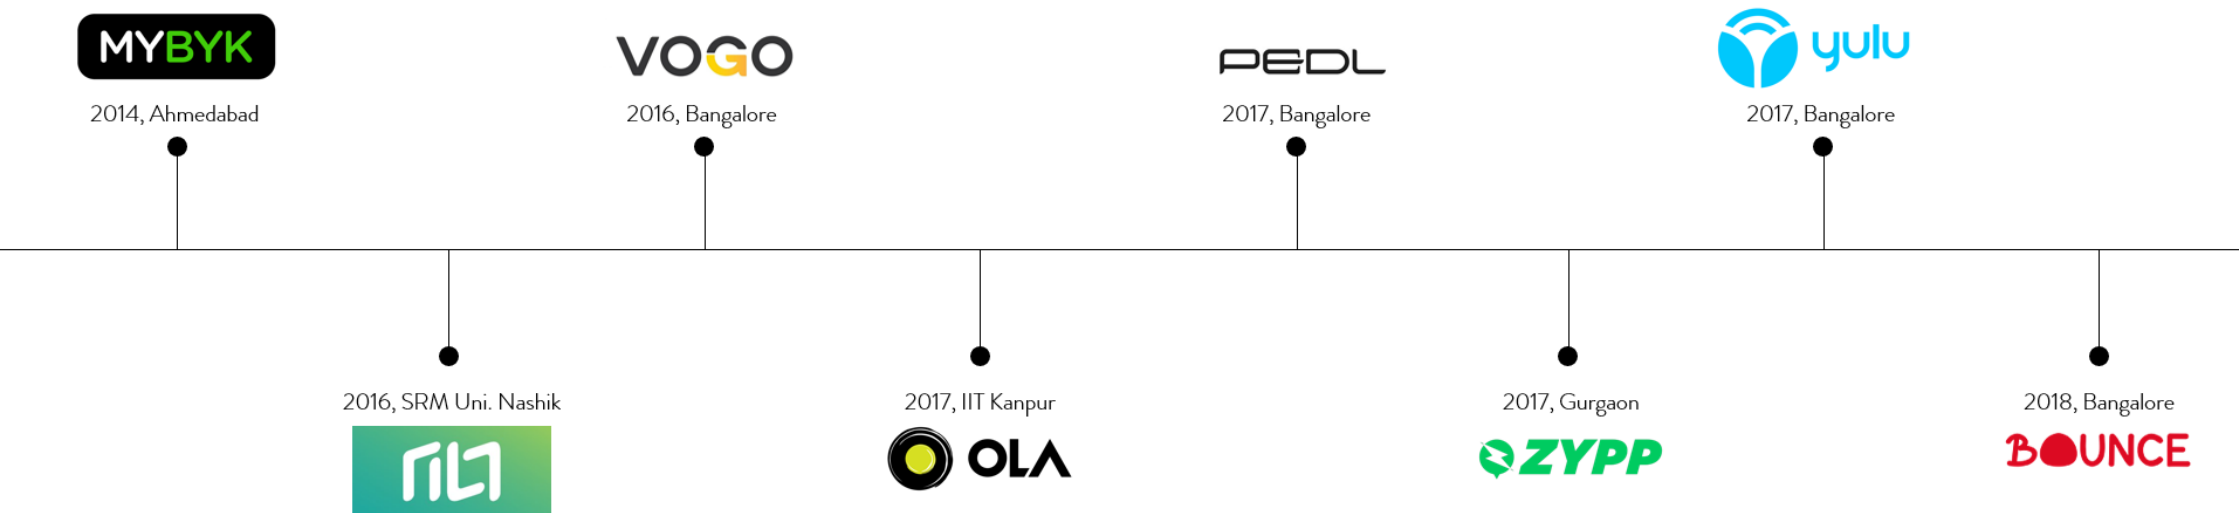 MYBYK
2014, Ahmedabad
VOGO
2016, Bangalore
PEDL
2017, Bangalore
yulu
2017, Bangalore
2016, SRM Uni. Nashik
2017, IIT Kanpur
OLA
2017, Gurgaon
ZYPP
2018, Bangalore
BOUNCE